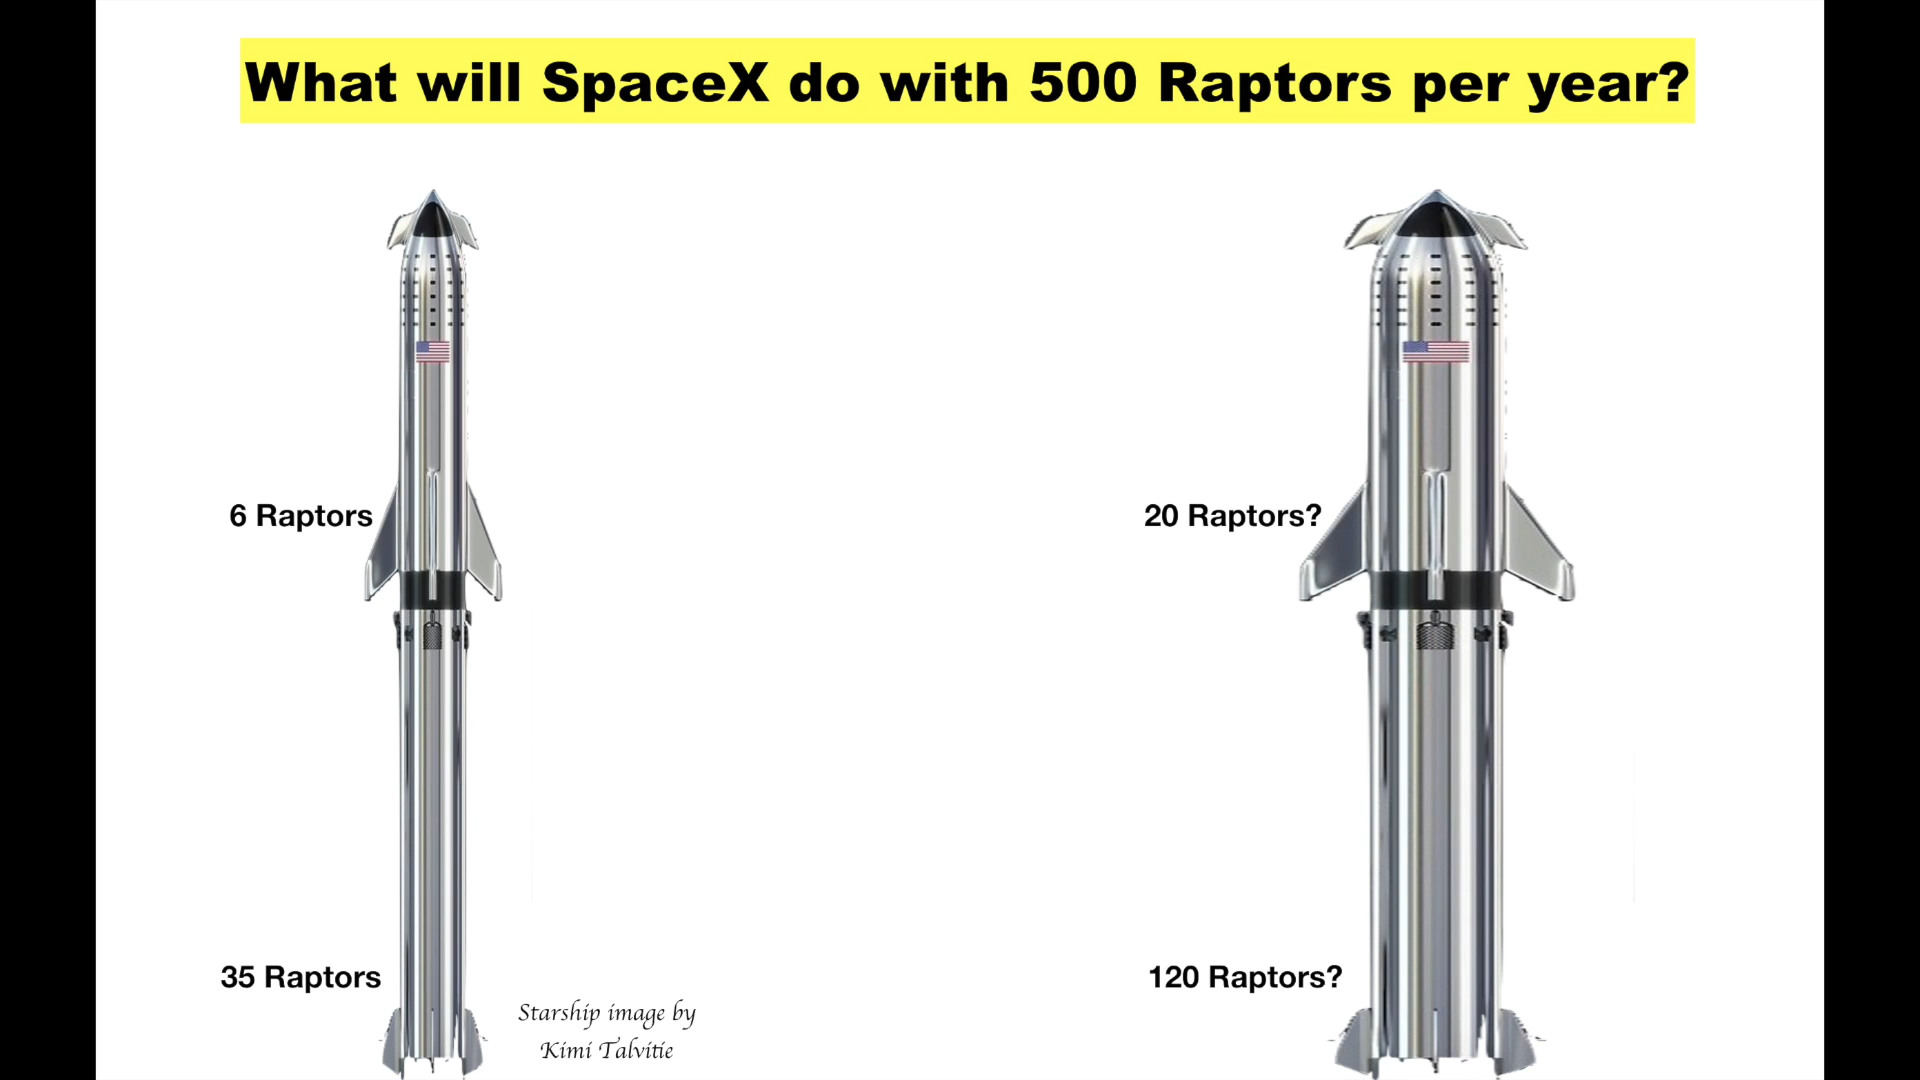 What will SpaceX do with 500 Raptors per year?
6 Raptors
20 Raptors?
35 Raptors
120 Raptors?
Starship image by
Kimi Talvitie